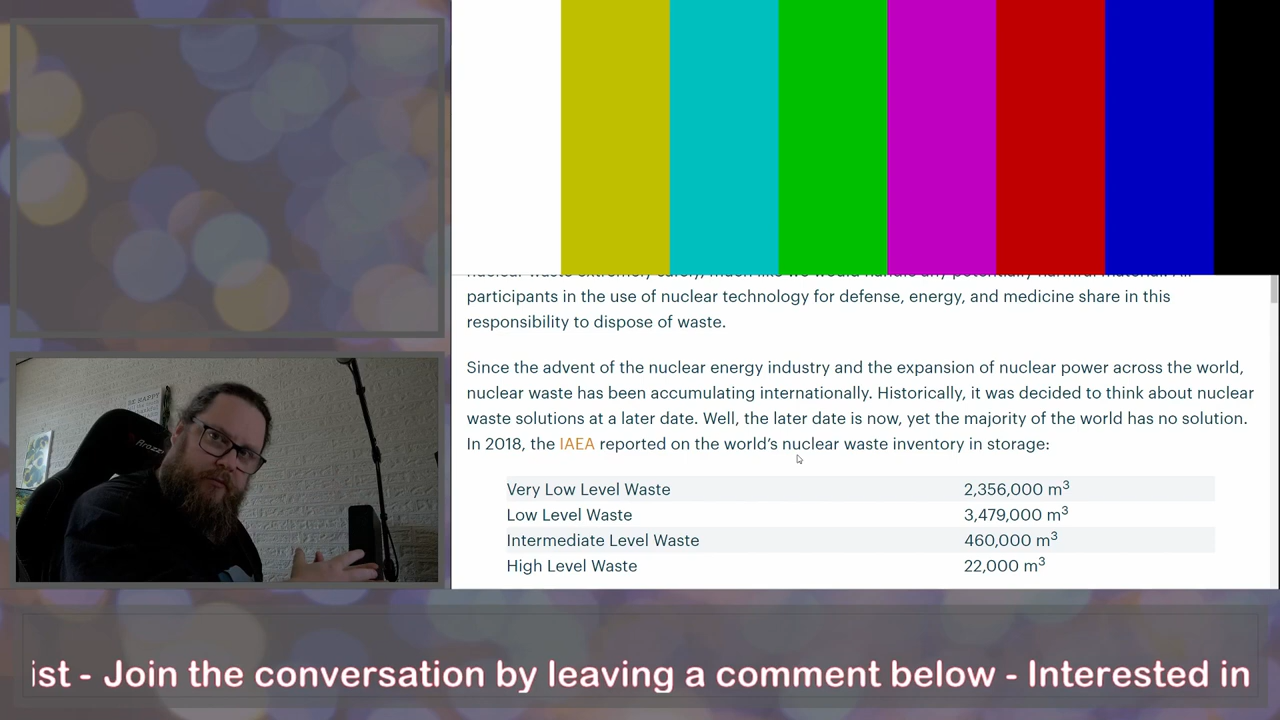 BE HAPPY
Arozzi
participants in the use of nuclear technology for defense, energy, and medicine share in this
responsibility to dispose of waste.
Since the advent of the nuclear energy industry and the expansion of nuclear power across the world,
nuclear waste has been accumulating internationally. Historically, it was decided to think about nuclear
waste solutions at a later date. Well, the later date is now, yet the majority of the world has no solution.
In 2018, the IAEA reported on the world’s nuclear waste inventory in storage:
Very Low Level Waste 2,356,000 m³
Low Level Waste 3,479,000 m³
Intermediate Level Waste 460,000 m³
High Level Waste 22,000 m³
ist - Join the conversation by leaving a comment below - Interested in